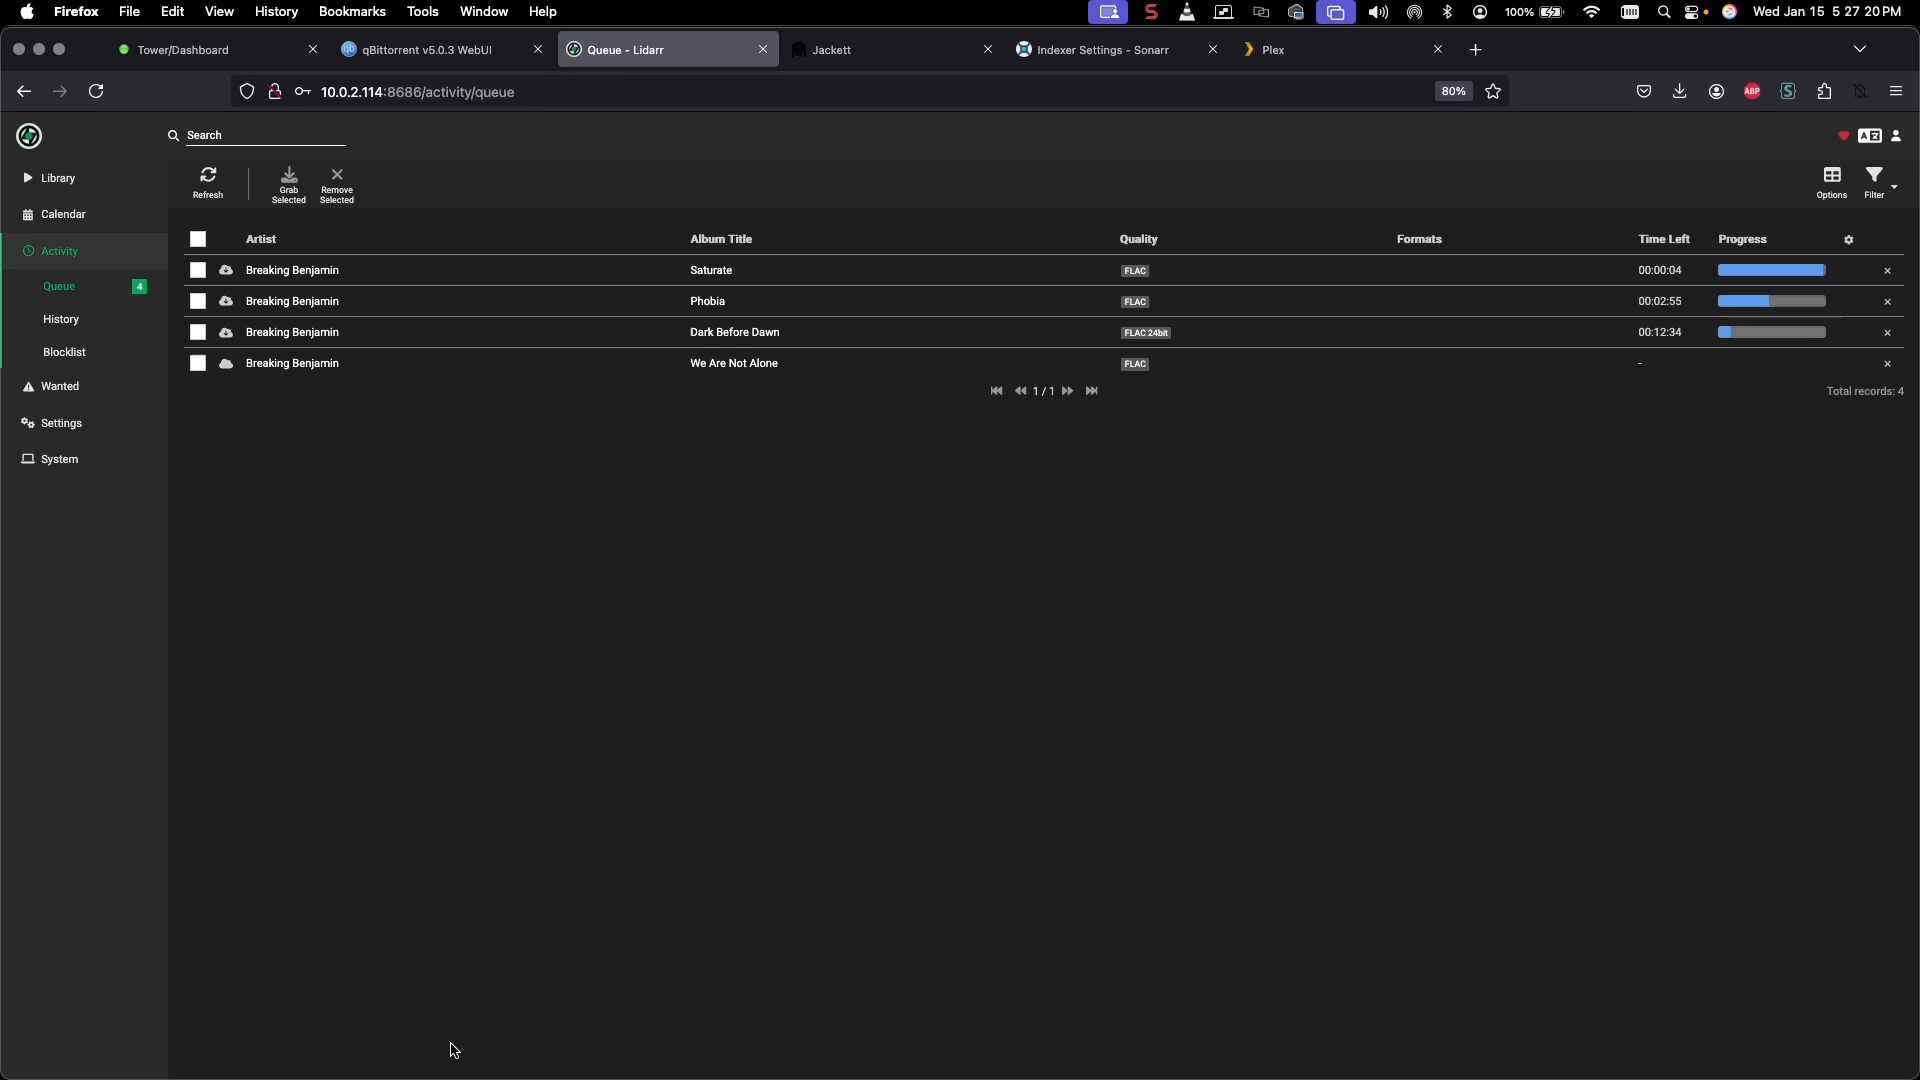 Firefox File Edit View History Bookmarks Tools Window Help 100% Wed Jan 15 5 27 20 PM
Tower/Dashboard qBittorrent v5.0.3 WebUI Queue - Lidarr Jackett Indexer Settings - Sonarr Plex
10.0.2.114:8686/activity/queue 80% ABP
Search
Library
Refresh Grab Selected Remove Selected Options Filter
Calendar
Artist Album Title Quality Formats Time Left Progress
Activity
Breaking Benjamin Saturate FLAC 00:00:04
Queue 4
Breaking Benjamin Phobia FLAC 00:02:55
History
Breaking Benjamin Dark Before Dawn FLAC 24bit 00:12:34
Blocklist
Breaking Benjamin We Are Not Alone FLAC -
Wanted
1 / 1 Total records: 4
Settings
System